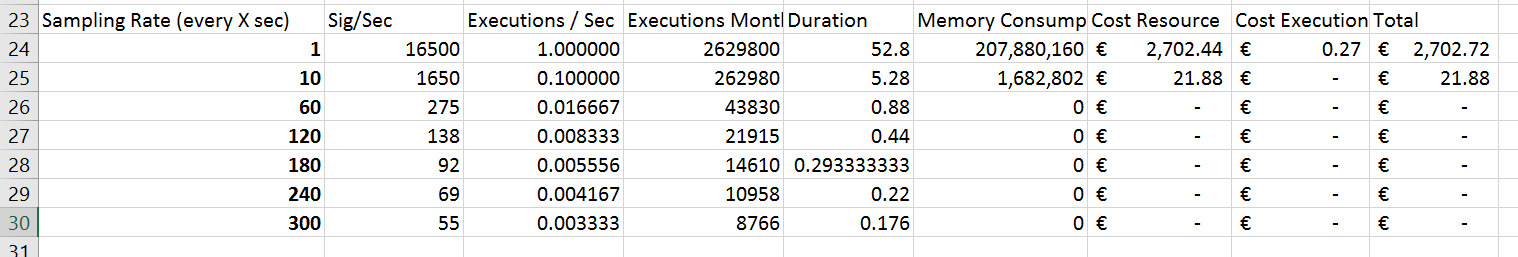 23 Sampling Rate (every X sec) Sig/Sec Executions / Sec Executions Montl Duration Memory Consump Cost Resource Cost Execution Total
24 1 16500 1.000000 2629800 52.8 207,880,160 € 2,702.44 € 0.27 € 2,702.72
25 10 1650 0.100000 262980 5.28 1,682,802 € 21.88 € - € 21.88
26 60 275 0.016667 43830 0.88 0 € - € - € -
27 120 138 0.008333 21915 0.44 0 € - € - € -
28 180 92 0.005556 14610 0.293333333 0 € - € - € -
29 240 69 0.004167 10958 0.22 0 € - € - € -
30 300 55 0.003333 8766 0.176 0 € - € - € -
31